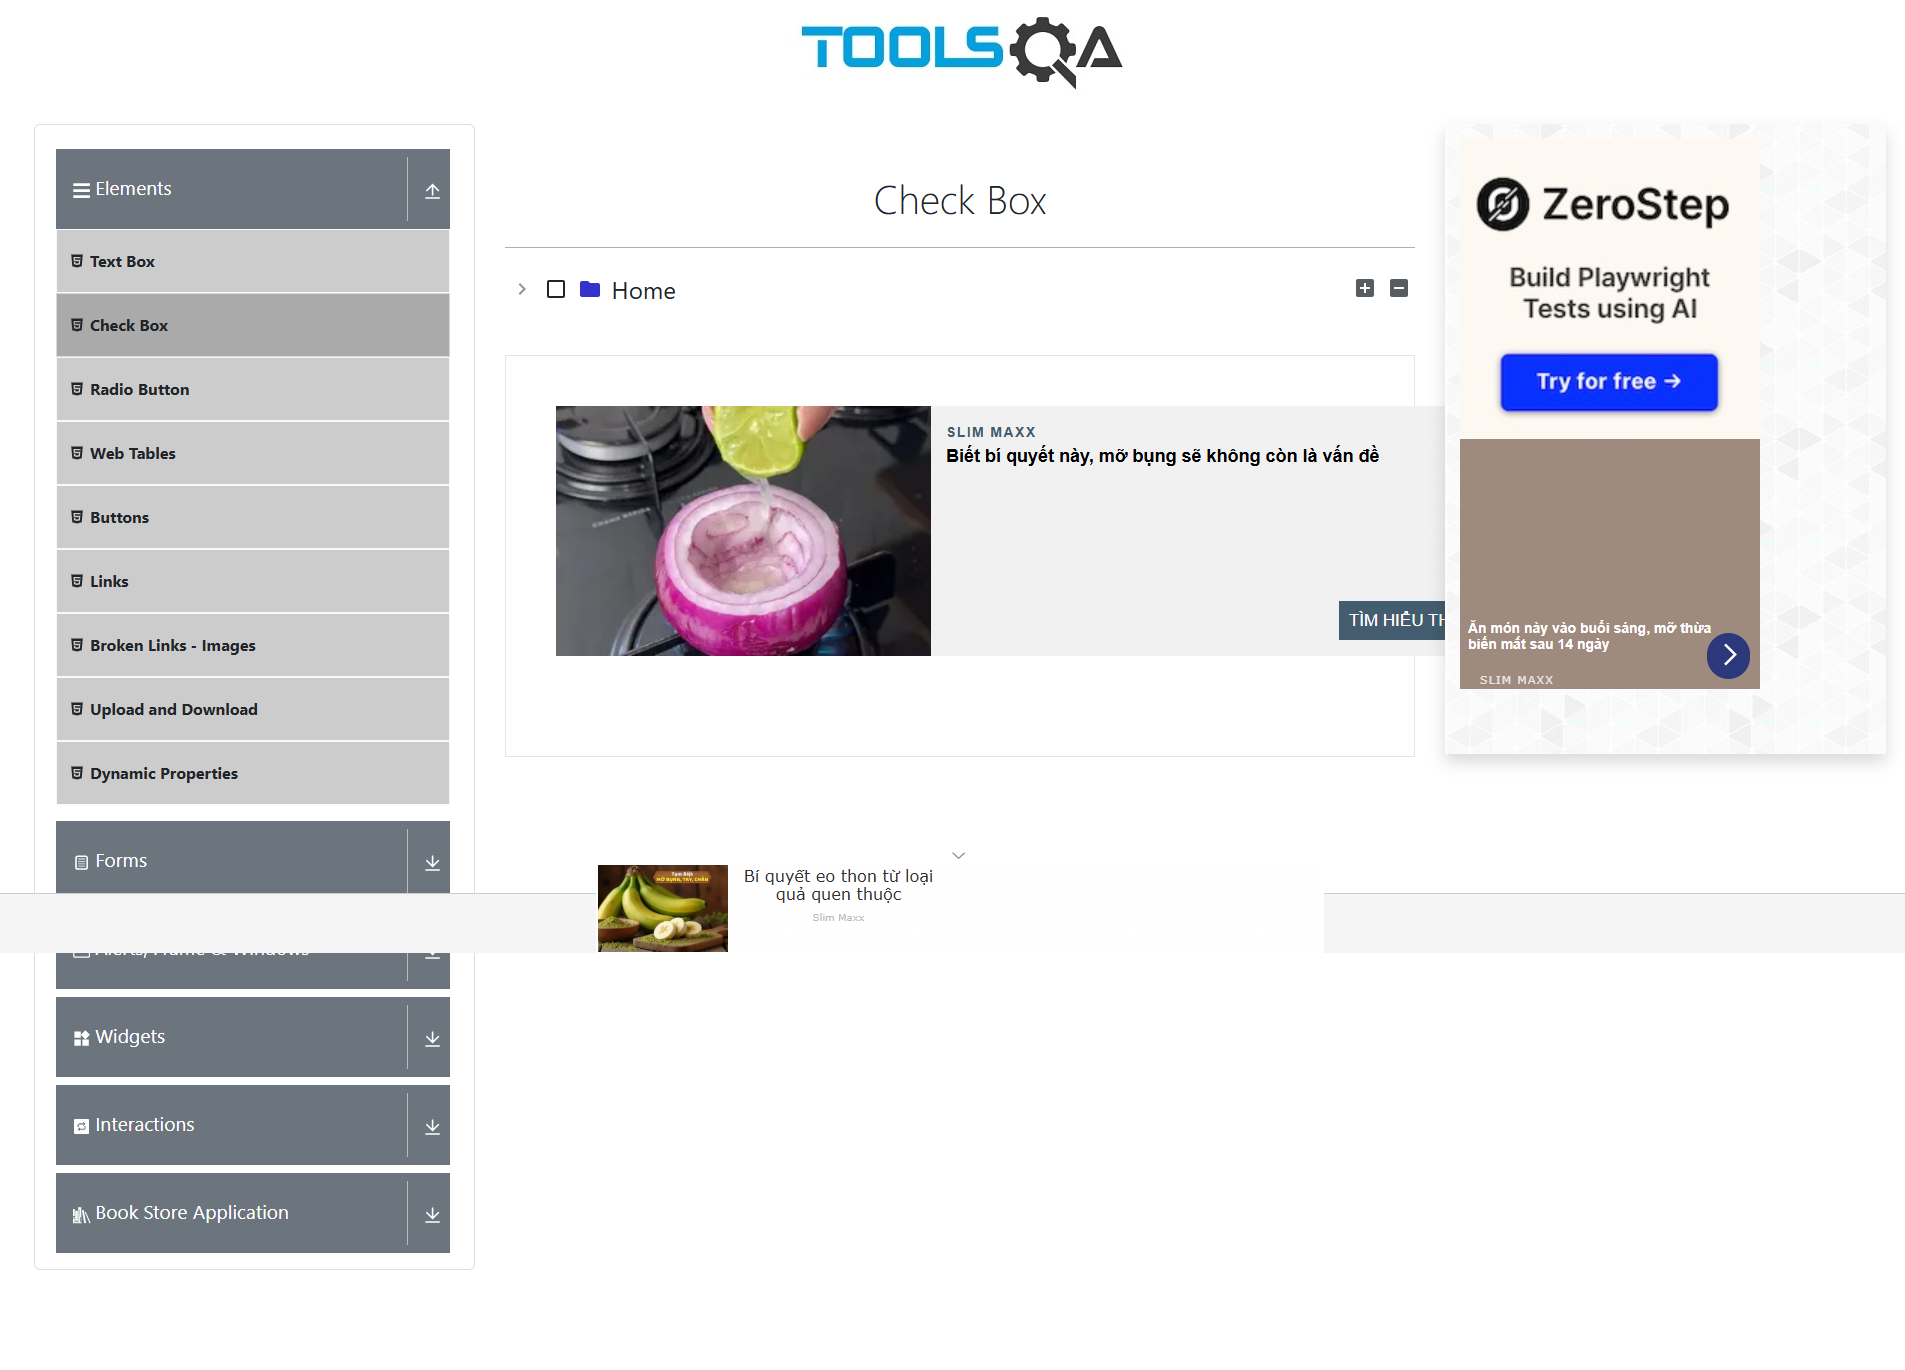 TOOLSQA
Elements
Text Box
Check Box
Radio Button
Web Tables
Buttons
Links
Broken Links - Images
Upload and Download
Dynamic Properties
Forms
Alerts, Frame & Windows
Widgets
Interactions
Book Store Application
Check Box
Home
SLIM MAXX
Biết bí quyết này, mỡ bụng sẽ không còn là vấn đề
TÌM HIỂU TH
Bí quyết eo thon từ loại
quả quen thuộc
Slim Maxx
ZeroStep
Build Playwright
Tests using AI
Try for free →
Ăn món này vào buổi sáng, mỡ thừa
biến mất sau 14 ngày
SLIM MAXX